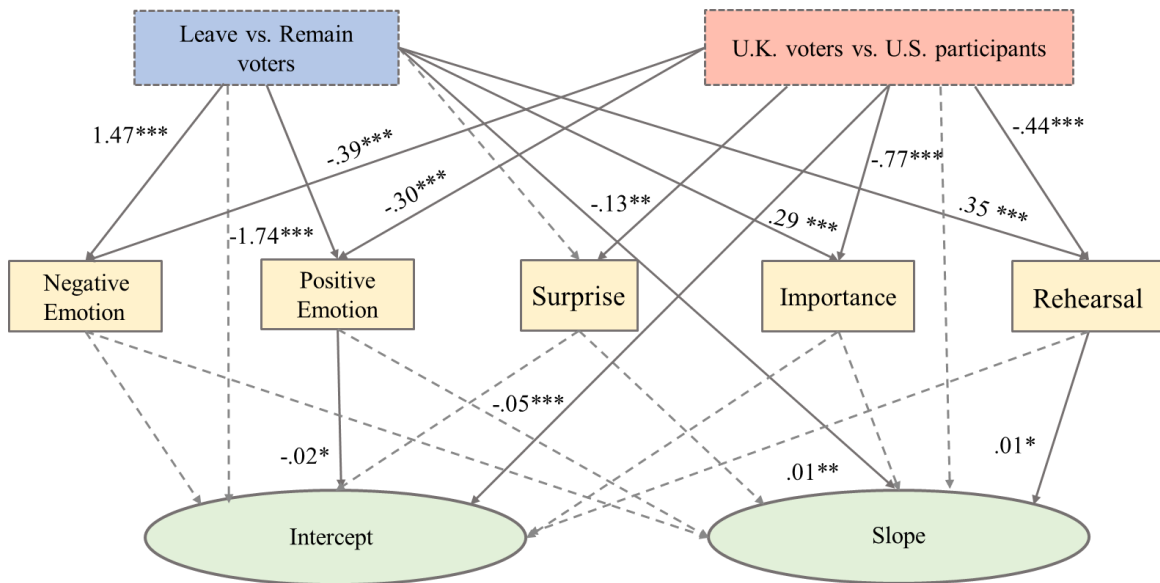 Leave vs. Remain
voters
U.K. voters vs. U.S. participants
1.47***
-.39***
-.44***
-.77***
-.30***
-.13**
.29 ***
.35 ***
-1.74***
Negative
Emotion
Positive
Emotion
Surprise
Importance
Rehearsal
-.05***
-.02*
.01**
.01*
Intercept
Slope